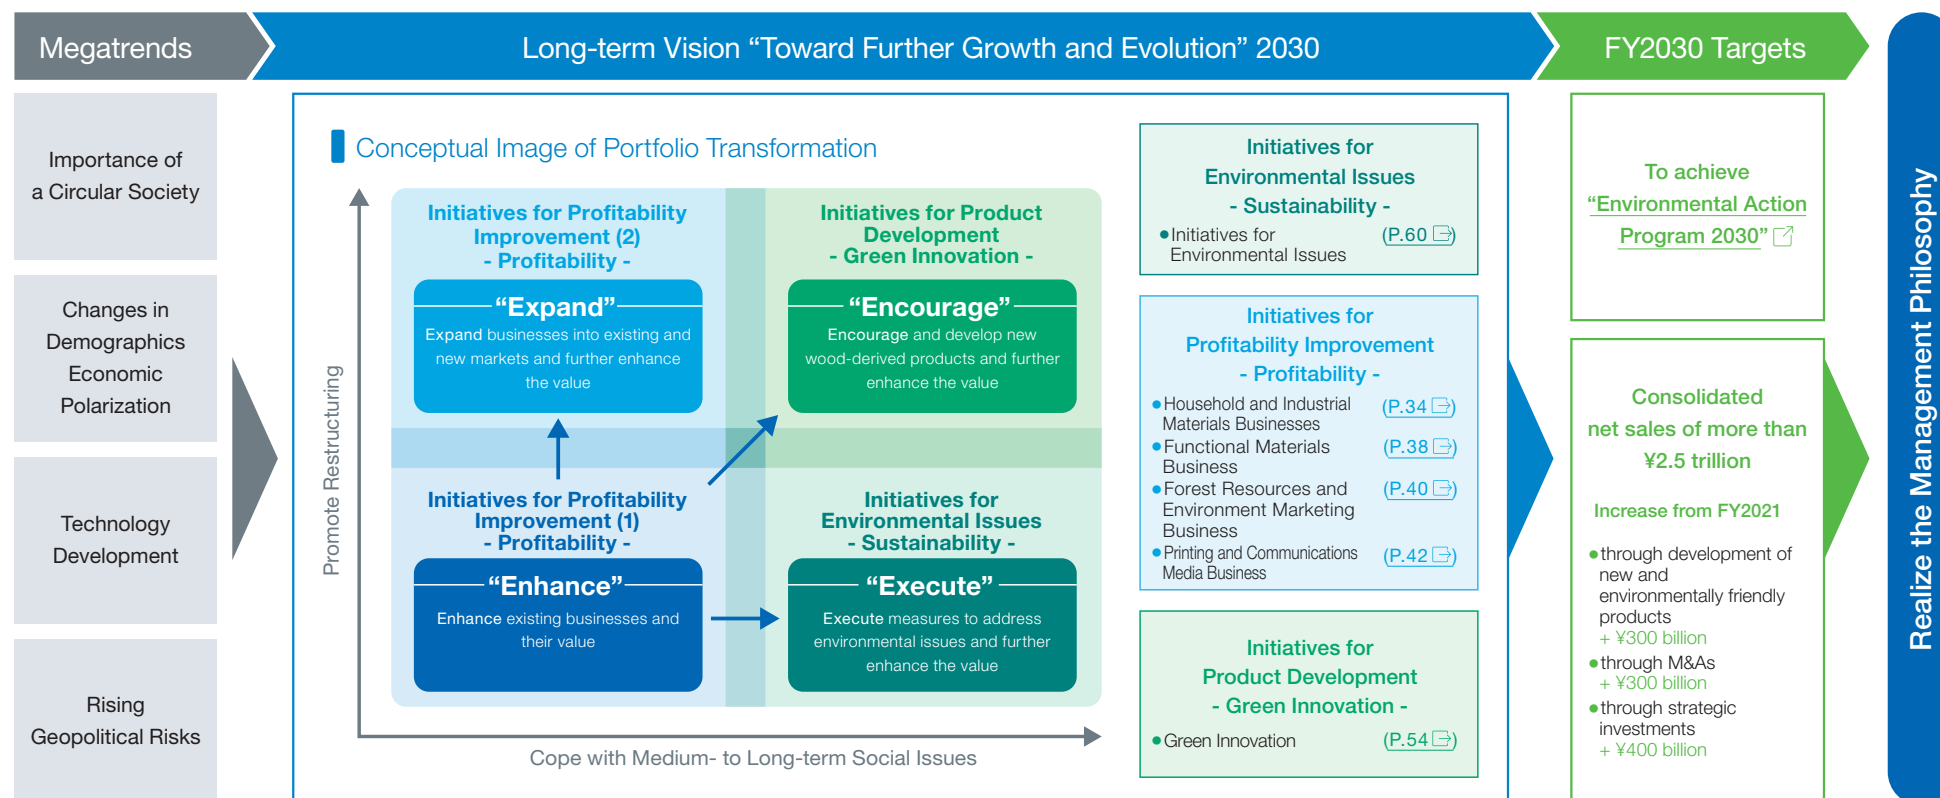 Megatrends
Long-term Vision “Toward Further Growth and Evolution” 2030
FY2030 Targets
Importance of
a Circular Society
Changes in
Demographics
Economic
Polarization
Technology
Development
Rising
Geopolitical Risks
Conceptual Image of Portfolio Transformation
Promote Restructuring
Initiatives for Profitability
Improvement (2)
- Profitability -
“Expand”
Expand businesses into existing and
new markets and further enhance
the value
Initiatives for Product
Development
- Green Innovation -
“Encourage”
Encourage and develop new
wood-derived products and further
enhance the value
Initiatives for Profitability
Improvement (1)
- Profitability -
“Enhance”
Enhance existing businesses and
their value
Initiatives for
Environmental Issues
- Sustainability -
“Execute”
Execute measures to address
environmental issues and further
enhance the value
Cope with Medium- to Long-term Social Issues
Initiatives for
Environmental Issues
- Sustainability -
●Initiatives for (P.60)
Environmental Issues
Initiatives for
Profitability Improvement
- Profitability -
●Household and Industrial (P.34)
Materials Businesses
●Functional Materials (P.38)
Business
●Forest Resources and (P.40)
Environment Marketing
Business
●Printing and Communications (P.42)
Media Business
Initiatives for
Product Development
- Green Innovation -
●Green Innovation (P.54)
To achieve
“Environmental Action
Program 2030”
Consolidated
net sales of more than
¥2.5 trillion
Increase from FY2021
●through development of
new and
environmentally friendly
products
+ ¥300 billion
●through M&As
+ ¥300 billion
●through strategic
investments
+ ¥400 billion
Realize the Management Philosophy